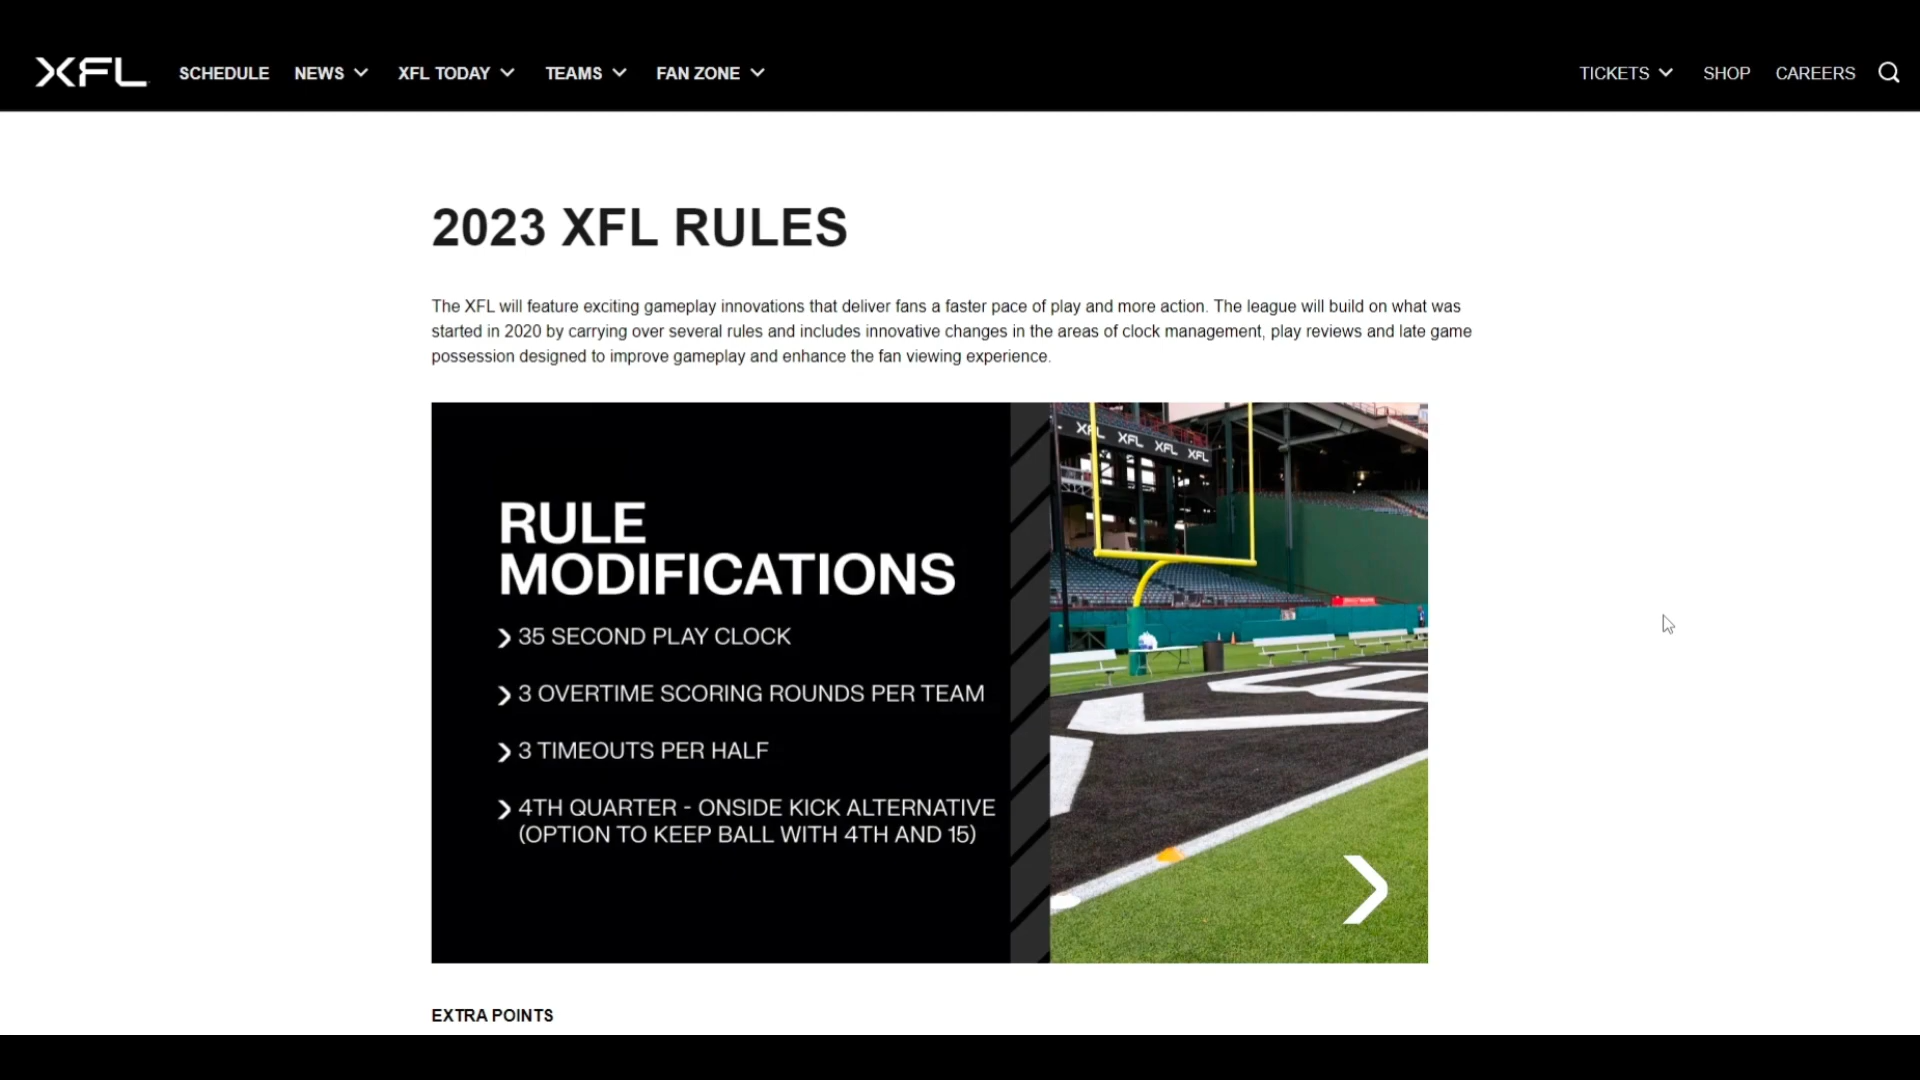 XFL SCHEDULE NEWS XFL TODAY TEAMS FAN ZONE TICKETS SHOP CAREERS
2023 XFL RULES
The XFL will feature exciting gameplay innovations that deliver fans a faster pace of play and more action. The league will build on what was
started in 2020 by carrying over several rules and includes innovative changes in the areas of clock management, play reviews and late game
possession designed to improve gameplay and enhance the fan viewing experience.
XFL XFL XFL XFL
RULE
MODIFICATIONS
35 SECOND PLAY CLOCK
3 OVERTIME SCORING ROUNDS PER TEAM
3 TIMEOUTS PER HALF
4TH QUARTER - ONSIDE KICK ALTERNATIVE
(OPTION TO KEEP BALL WITH 4TH AND 15)
EXTRA POINTS